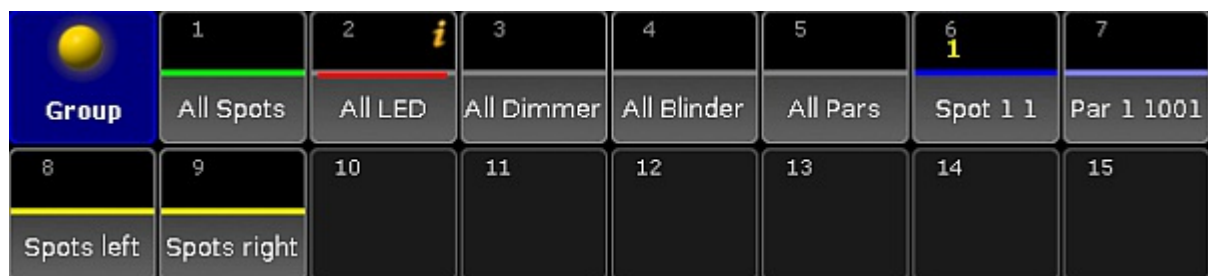 1 2 i 3 4 5 6 7
1
Group All Spots All LED All Dimmer All Blinder All Pars Spot 1 1 Par 1 1001
8 9 10 11 12 13 14 15
Spots left Spots right